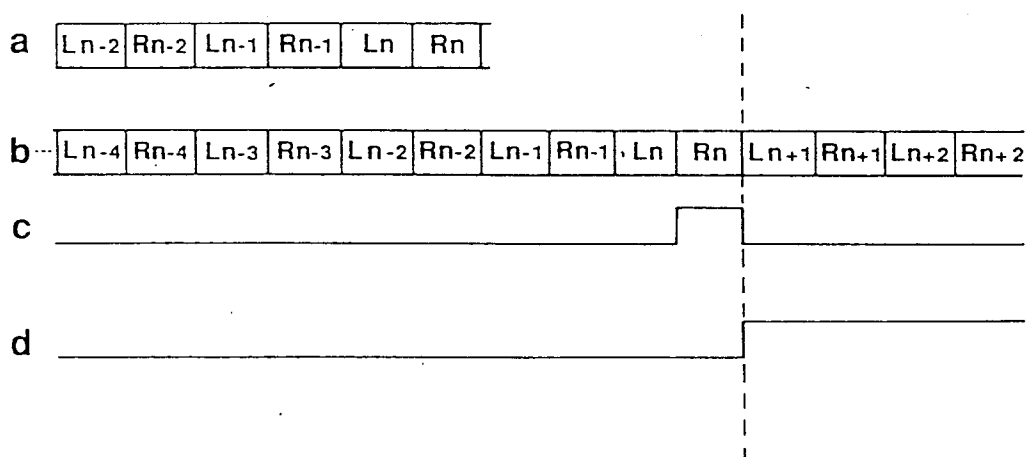 a Ln-2 Rn-2 Ln-1 Rn-1 Ln Rn
b Ln-4 Rn-4 Ln-3 Rn-3 Ln-2 Rn-2 Ln-1 Rn-1 Ln Rn Ln+1 Rn+1 Ln+2 Rn+2
c
d